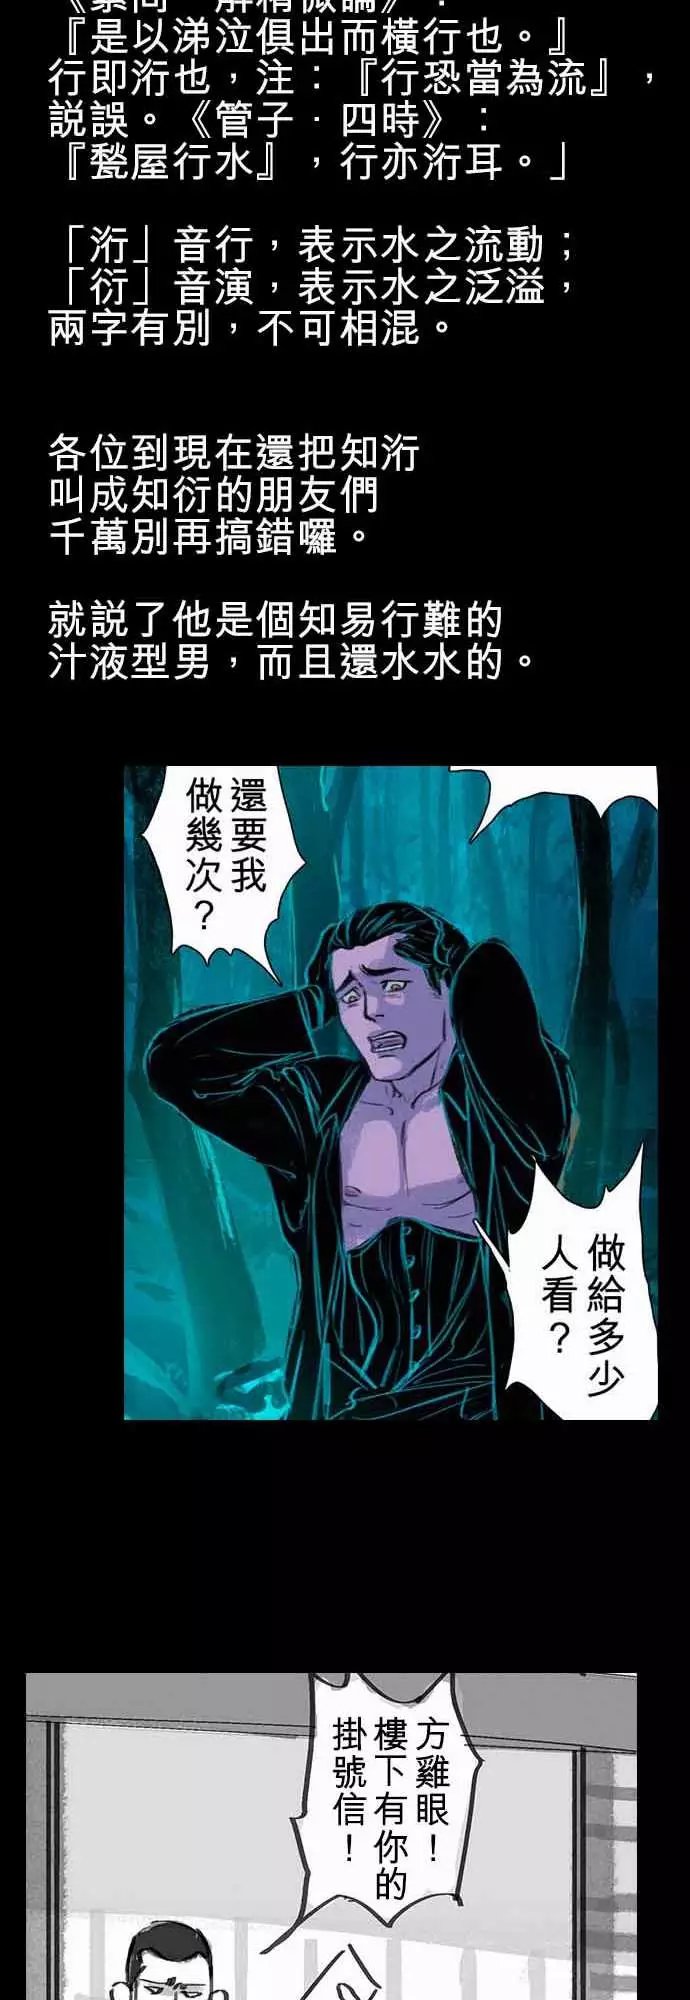 『是以涕泣俱出而橫行也。』
行即洐也，注：『行恐當為流』，
説誤。《管子‧四時》：
『甃屋行水』，行亦洐耳。」
「洐」音行，表示水之流動；
「衍」音演，表示水之泛溢，
兩字有別，不可相混。
各位到現在還把知洐
叫成知衍的朋友們
千萬別再搞錯囉。
就説了他是個知易行難的
汁液型男，而且還水水的。
還要我
做幾次？
做給多少
人看？
方雞眼！
樓下有你的
掛號信！